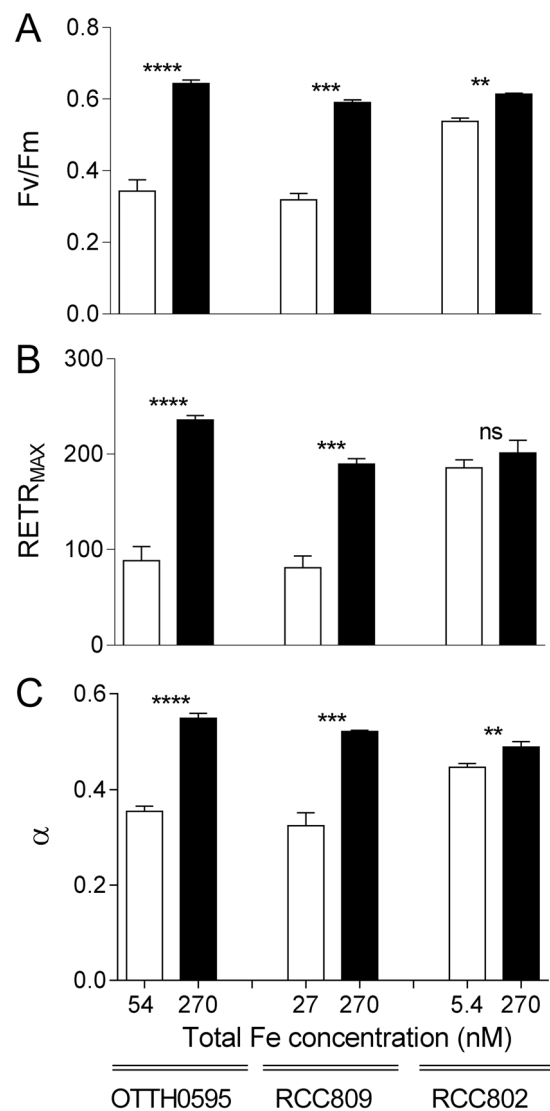 A
Fv/Fm
0.8
0.6
0.4
0.2
0.0
**** *** **
B
RETRMAX
300
200
100
0
**** *** ns
C
α
0.6
0.4
0.2
0.0
**** *** **
54 270 27 270 5.4 270
Total Fe concentration (nM)
OTTH0595 RCC809 RCC802